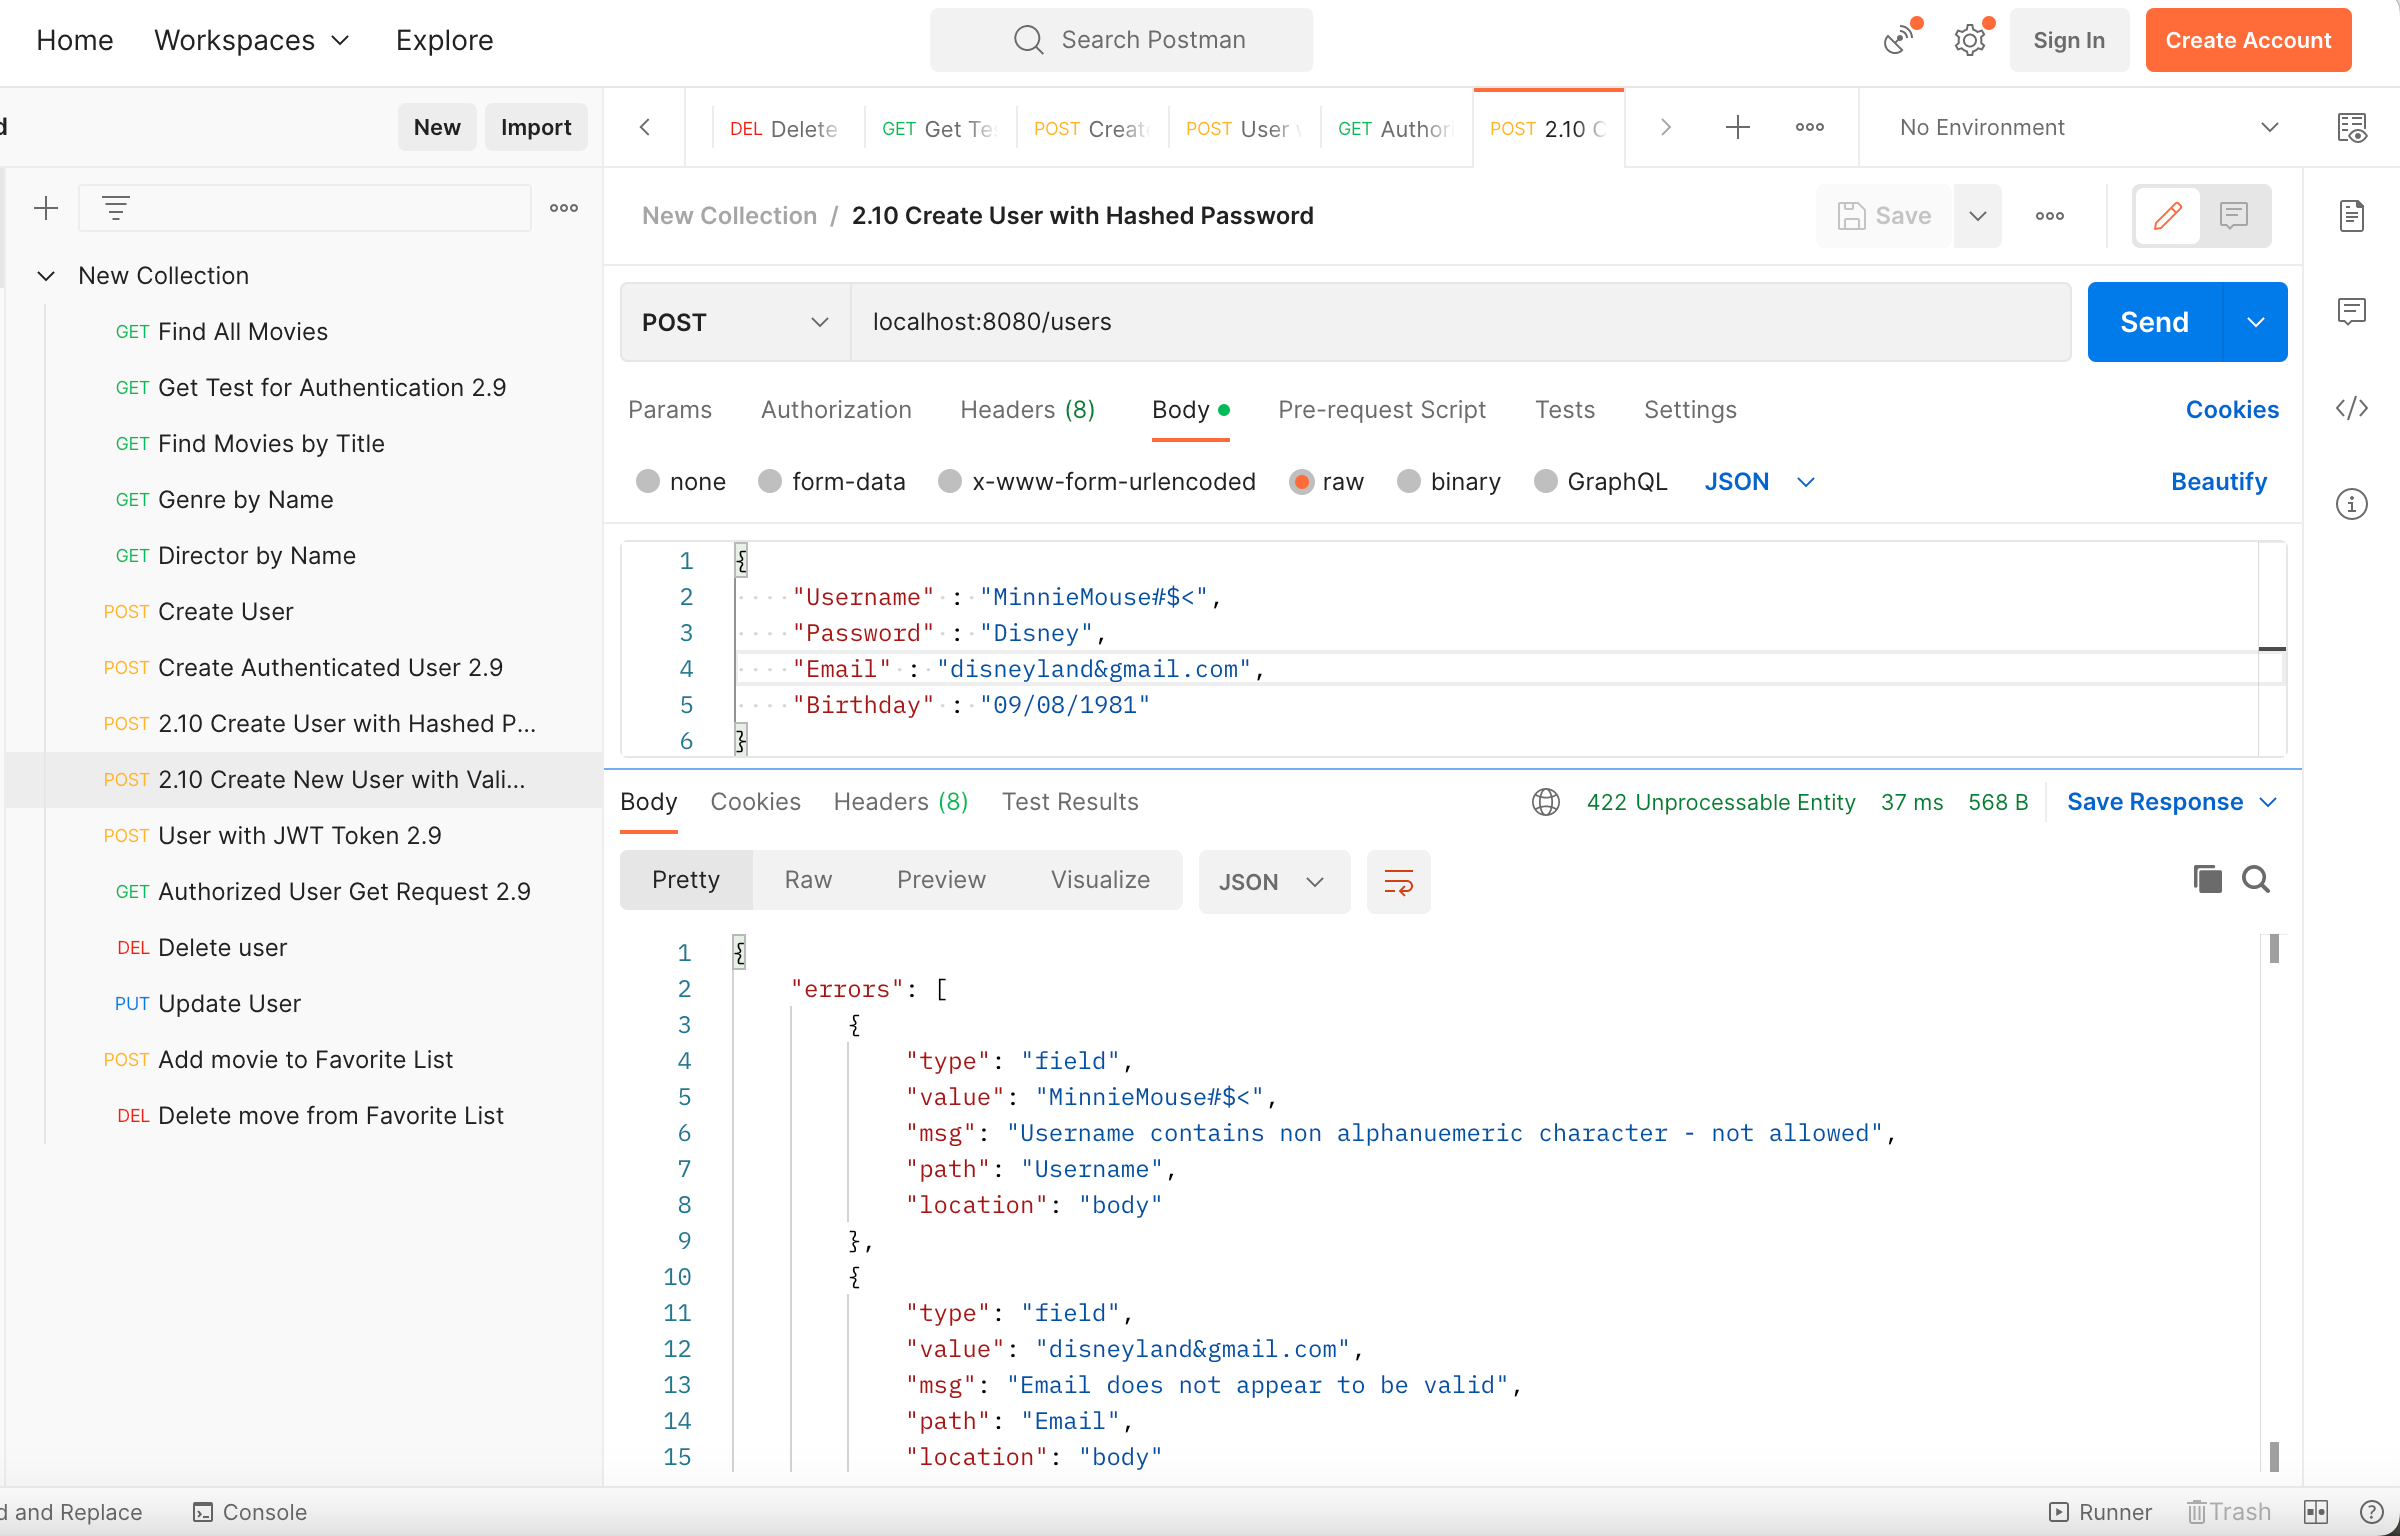 Home Workspaces Explore Search Postman Sign In Create Account
d New Import DEL Delete GET Get Tes POST Create POST User GET Author POST 2.10 C No Environment
New Collection / 2.10 Create User with Hashed Password Save
New Collection
GET Find All Movies
GET Get Test for Authentication 2.9
GET Find Movies by Title
GET Genre by Name
GET Director by Name
POST Create User
POST Create Authenticated User 2.9
POST 2.10 Create User with Hashed P...
POST 2.10 Create New User with Vali...
POST User with JWT Token 2.9
GET Authorized User Get Request 2.9
DEL Delete user
PUT Update User
POST Add movie to Favorite List
DEL Delete move from Favorite List
POST localhost:8080/users Send
Params Authorization Headers (8) Body Pre-request Script Tests Settings Cookies
none form-data x-www-form-urlencoded raw binary GraphQL JSON Beautify
1 {
2 "Username" : "MinnieMouse#$<",
3 "Password" : "Disney",
4 "Email" : "disneyland&gmail.com",
5 "Birthday" : "09/08/1981"
6 }
Body Cookies Headers (8) Test Results 422 Unprocessable Entity 37 ms 568 B Save Response
Pretty Raw Preview Visualize JSON
1 {
2 "errors": [
3 {
4 "type": "field",
5 "value": "MinnieMouse#$<",
6 "msg": "Username contains non alphanuemeric character - not allowed",
7 "path": "Username",
8 "location": "body"
9 },
10 {
11 "type": "field",
12 "value": "disneyland&gmail.com",
13 "msg": "Email does not appear to be valid",
14 "path": "Email",
15 "location": "body"
d and Replace Console Runner Trash